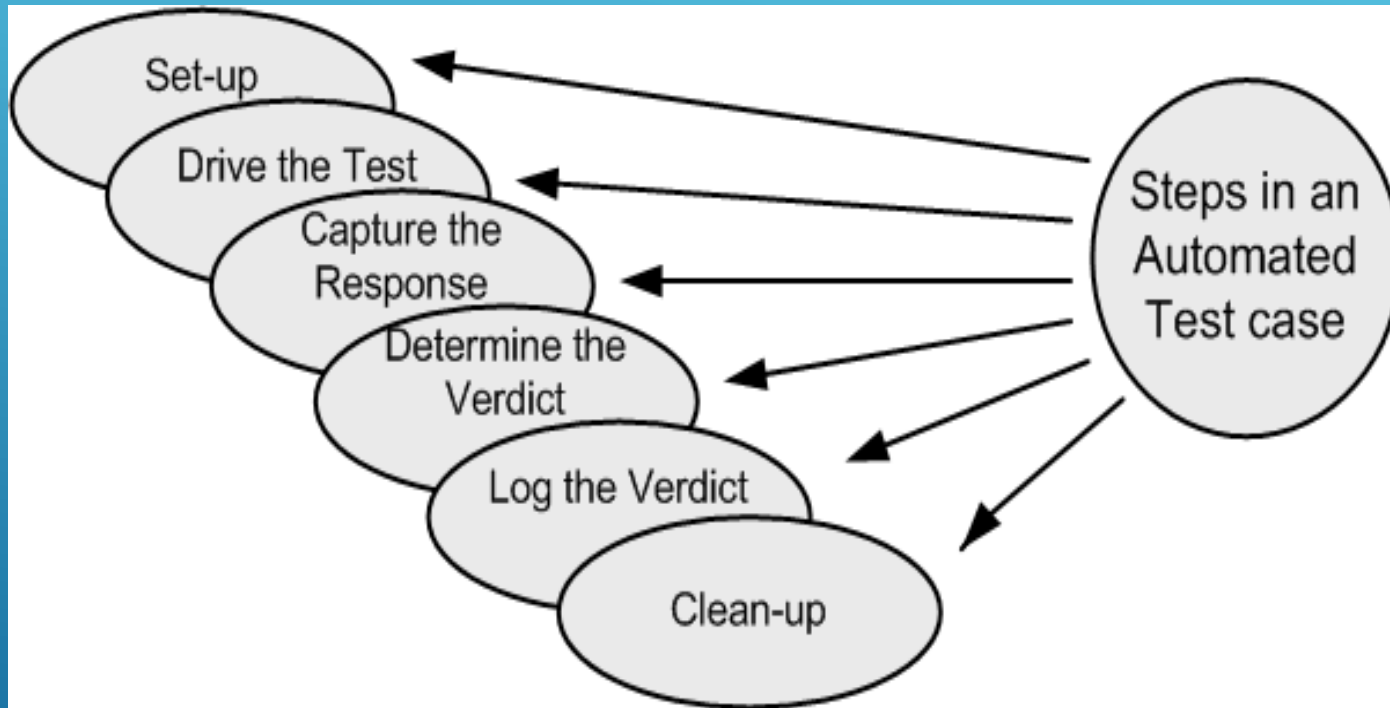 Set-up
Drive the Test
Capture the
Response
Determine the
Verdict
Log the Verdict
Clean-up
Steps in an
Automated
Test case